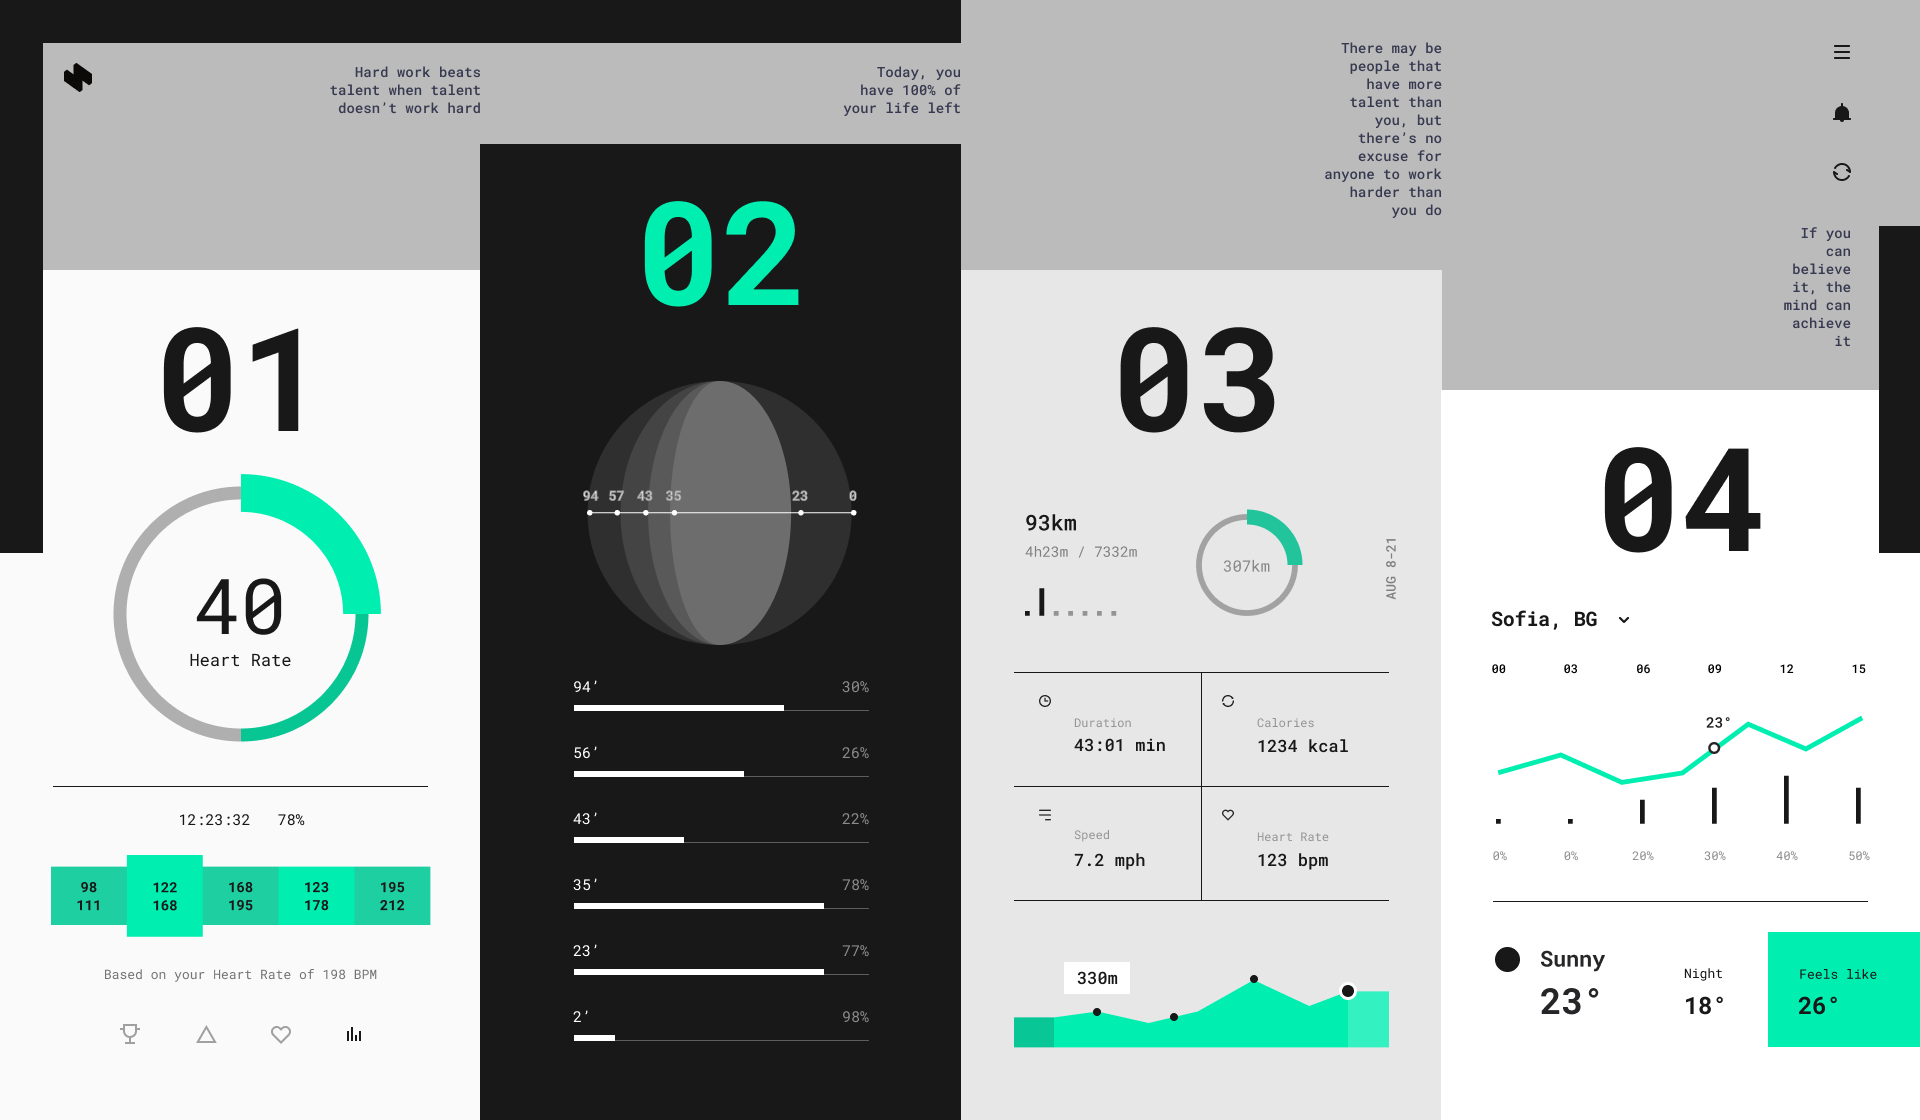 Hard work beats
talent when talent
doesn’t work hard
01
40
Heart Rate
12:23:32 78%
98 122 168 123 195
111 168 195 178 212
Based on your Heart Rate of 198 BPM
Today, you
have 100% of
your life left
02
94 57 43 35 23 0
94’ 30%
56’ 26%
43’ 22%
35’ 78%
23’ 77%
2’ 98%
There may be
people that
have more
talent than
you, but
there’s no
excuse for
anyone to work
harder than
you do
03
93km
4h23m / 7332m
307km
AUG 8-21
Duration
43:01 min
Calories
1234 kcal
Speed
7.2 mph
Heart Rate
123 bpm
330m
If you
can
believe
it, the
mind can
achieve
it
04
Sofia, BG
00 03 06 09 12 15
23°
0% 0% 20% 30% 40% 50%
Sunny
23°
Night
18°
Feels like
26°